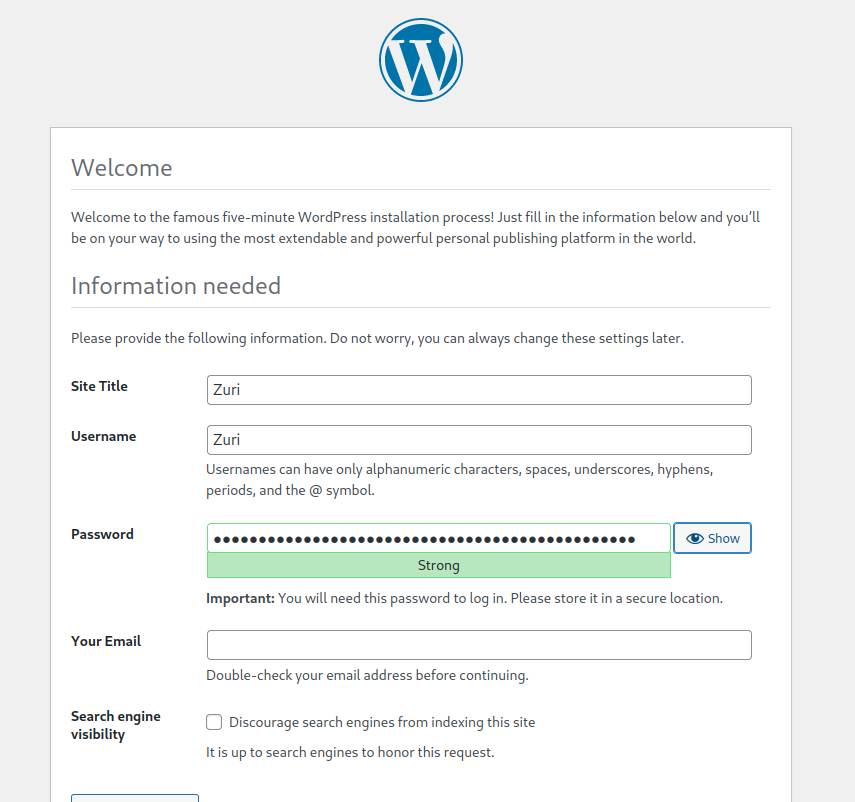 Welcome
Welcome to the famous five-minute WordPress installation process! Just fill in the information below and you’ll
be on your way to using the most extendable and powerful personal publishing platform in the world.
Information needed
Please provide the following information. Do not worry, you can always change these settings later.
Site Title
Zuri
Username
Zuri
Usernames can have only alphanumeric characters, spaces, underscores, hyphens,
periods, and the @ symbol.
Password
●●●●●●●●●●●●●●●●●●●●●●●●●●●●●●●●●●●●●●●●●●●●●●●
Show
Strong
Important: You will need this password to log in. Please store it in a secure location.
Your Email
Double-check your email address before continuing.
Search engine
visibility
Discourage search engines from indexing this site
It is up to search engines to honor this request.